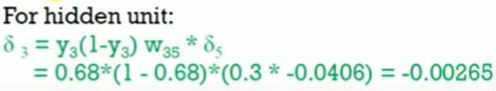 For hidden unit:
δ ₃ = y₃(1-y₃) w₃₅ * δ₅
= 0.68*(1 - 0.68)*(0.3 * -0.0406) = -0.00265